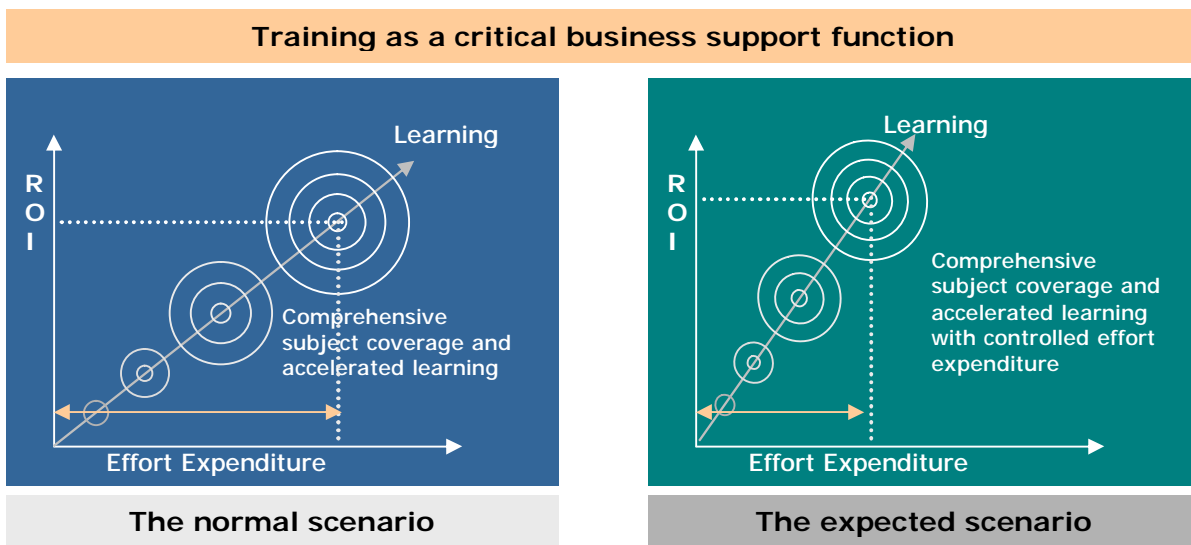 Training as a critical business support function
Learning
R
O
I
Comprehensive
subject coverage and
accelerated learning
Effort Expenditure
The normal scenario
Learning
R
O
I
Comprehensive
subject coverage and
accelerated learning
with controlled effort
expenditure
Effort Expenditure
The expected scenario